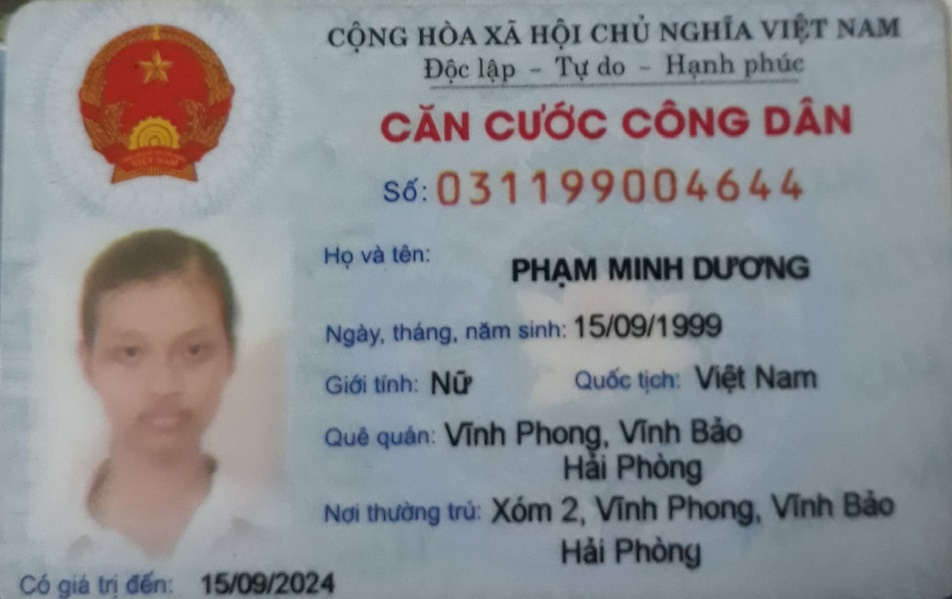 CỘNG HÒA XÃ HỘI CHỦ NGHĨA VIỆT NAM
Độc lập - Tự do - Hạnh phúc
CĂN CƯỚC CÔNG DÂN
Số: 031199004644
Họ và tên:
PHẠM MINH DƯƠNG
Ngày, tháng, năm sinh: 15/09/1999
Giới tính: Nữ Quốc tịch: Việt Nam
Quê quán: Vĩnh Phong, Vĩnh Bảo
Hải Phòng
Nơi thường trú: Xóm 2, Vĩnh Phong, Vĩnh Bảo
Hải Phòng
Có giá trị đến: 15/09/2024
VIỆT NAM